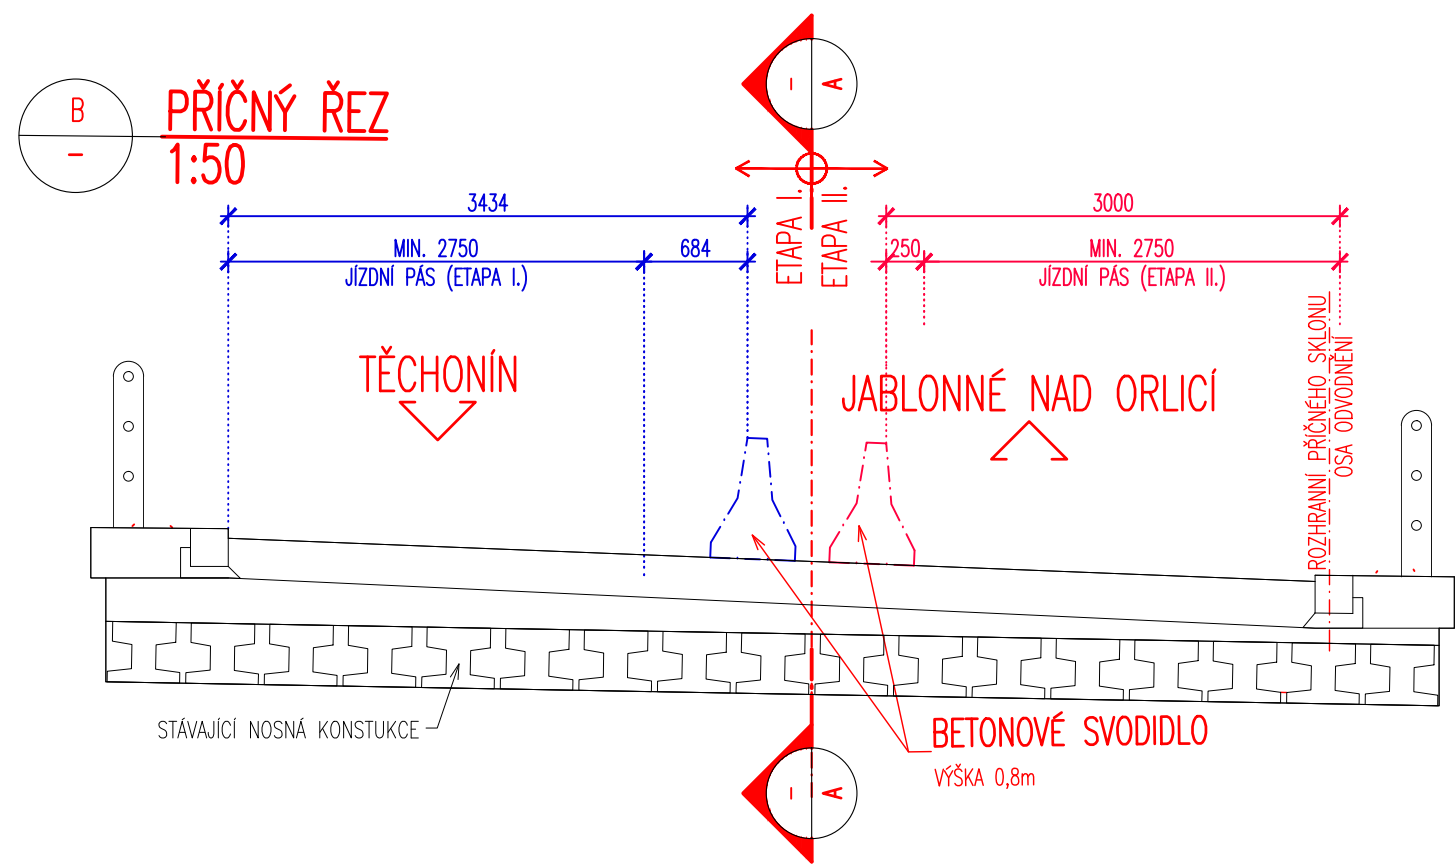 B
–
PŘÍČNÝ ŘEZ
1:50
–
A
ETAPA I.
ETAPA II.
3434
MIN. 2750
684
JÍZDNÍ PÁS (ETAPA I.)
3000
250
MIN. 2750
JÍZDNÍ PÁS (ETAPA II.)
TĚCHONÍN
JABLONNÉ NAD ORLICÍ
ROZHRANNÍ PŘÍČNÉHO SKLONU
OSA ODVODNĚNÍ
STÁVAJÍCÍ NOSNÁ KONSTUKCE
BETONOVÉ SVODIDLO
VÝŠKA 0,8m
–
A